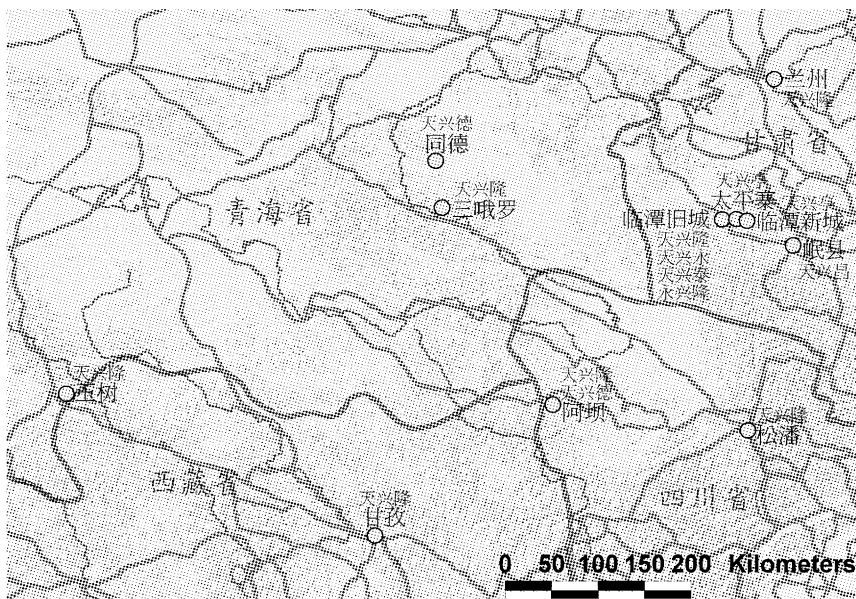 兰州
天兴隆
甘肃省
天兴德
同德
天兴隆
三哦罗
青海省
太平寨
临潭旧城
临潭新城
天兴隆
天兴永
天兴泰
永兴隆
岷县
天兴昌
天兴隆
玉树
天兴隆
天兴德
阿坝
天兴隆
松潘
西藏省
四川省
天兴隆
甘孜
0 50 100 150 200 Kilometers